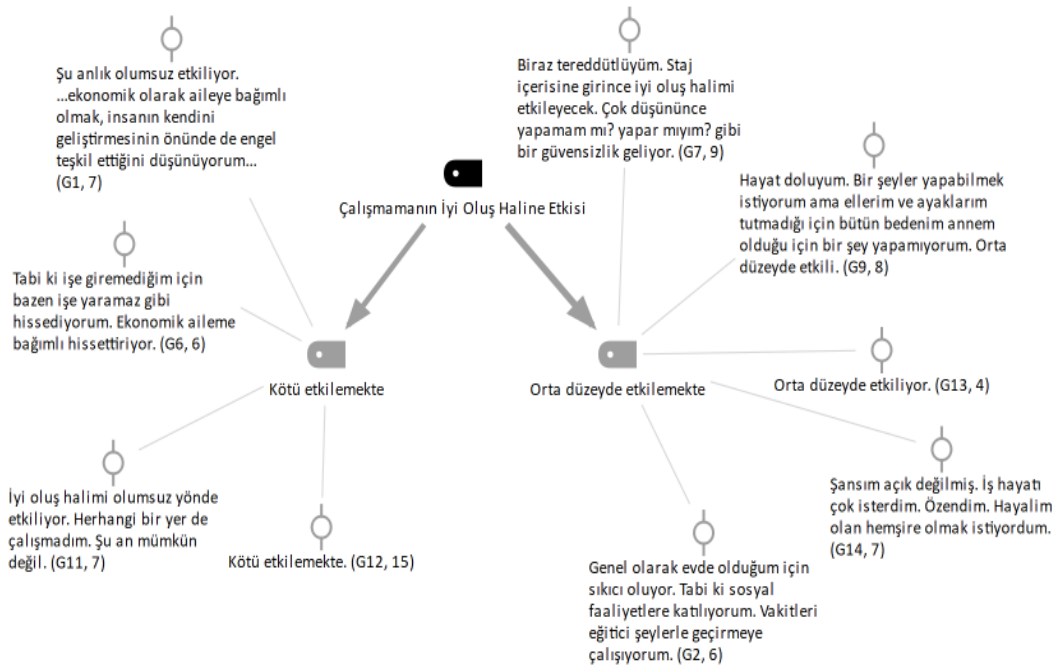 Şu anlık olumsuz etkiliyor.
...ekonomik olarak aileye bağımlı
olmak, insanın kendini
geliştirmesinin önünde de engel
teşkil ettiğini düşünüyorum...
(G1, 7)
Biraz tereddütlüyüm. Staj
içerisine girince iyi oluş halimi
etkileyecek. Çok düşününce
yapamam mı? yapar mıyım? gibi
bir güvensizlik geliyor. (G7, 9)
Hayat doluyum. Bir şeyler yapabilmek
istiyorum ama ellerim ve ayaklarım
tutmadığı için bütün bedenim annem
olduğu için bir şey yapamıyorum. Orta
düzeyde etkili. (G9, 8)
Çalışmamanın İyi Oluş Haline Etkisi
Tabi ki işe giremediğim için
bazen işe yaramaz gibi
hissediyorum. Ekonomik aileme
bağımlı hissettiriyor. (G6, 6)
Kötü etkilemekte
Orta düzeyde etkilemekte
Orta düzeyde etkiliyor. (G13, 4)
İyi oluş halimi olumsuz yönde
etkiliyor. Herhangi bir yer de
çalışmadım. Şu an mümkün
değil. (G11, 7)
Kötü etkilemekte. (G12, 15)
Şansım açık değilmiş. İş hayatı
çok isterdim. Özendim. Hayalim
olan hemşire olmak istiyordum.
(G14, 7)
Genel olarak evde olduğum için
sıkıcı oluyor. Tabi ki sosyal
faaliyetlere katılıyorum. Vakitleri
eğitici şeylerle geçirmeye
çalışıyorum. (G2, 6)